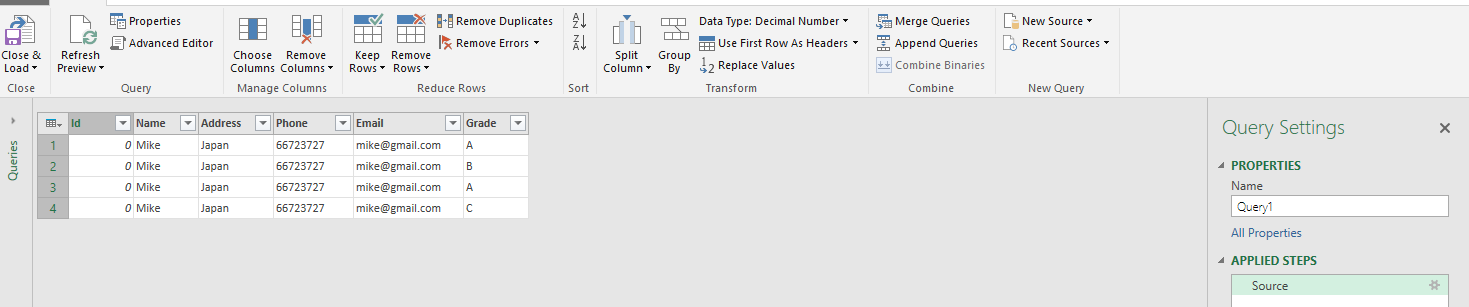 Close &
Load
Close
Refresh
Preview
Properties
Advanced Editor
Query
Choose
Columns
Remove
Columns
Manage Columns
Keep
Rows
Remove
Rows
Remove Duplicates
Remove Errors
Reduce Rows
A
Z
Z
A
Sort
Split
Column
Group
By
Data Type: Decimal Number
Use First Row As Headers
1
2
Replace Values
Transform
Merge Queries
Append Queries
Combine Binaries
Combine
New Source
Recent Sources
New Query
Queries
Id Name Address Phone Email Grade
1 0 Mike Japan 66723727 mike@gmail.com A
2 0 Mike Japan 66723727 mike@gmail.com B
3 0 Mike Japan 66723727 mike@gmail.com A
4 0 Mike Japan 66723727 mike@gmail.com C
Query Settings
PROPERTIES
Name
Query1
All Properties
APPLIED STEPS
Source